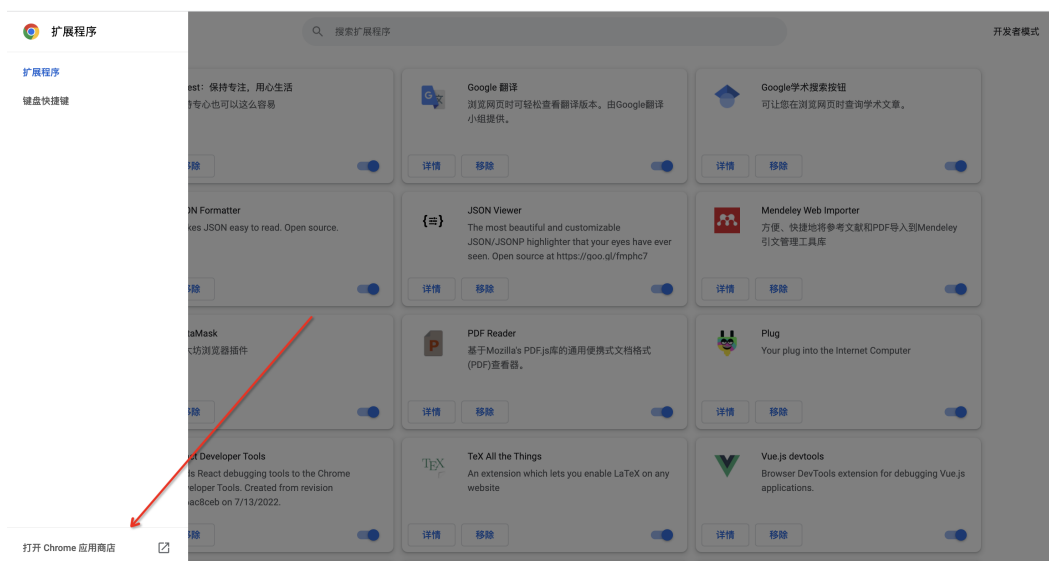 扩展程序
搜索扩展程序
开发者模式
扩展程序
键盘快捷键
est：保持专注，用心生活
持专心也可以这么容易
移除
Google 翻译
浏览网页时可轻松查看翻译版本。由Google翻译
小组提供。
详情
移除
Google学术搜索按钮
可让您在浏览网页时查询学术文章。
详情
移除
ON Formatter
kes JSON easy to read. Open source.
移除
{≡}
JSON Viewer
The most beautiful and customizable
JSON/JSONP highlighter that your eyes have ever
seen. Open source at https://goo.gl/fmphc7
详情
移除
Mendeley Web Importer
方便、快捷地将参考文献和PDF导入到Mendeley
引文管理工具库
详情
移除
taMask
太坊浏览器插件
移除
P
PDF Reader
基于Mozilla's PDF.js库的通用便携式文档格式
(PDF)查看器。
详情
移除
Plug
Your plug into the Internet Computer
详情
移除
ct Developer Tools
ls React debugging tools to the Chrome
veloper Tools. Created from revision
ac8ceb on 7/13/2022.
移除
TEX
TeX All the Things
An extension which lets you enable LaTeX on any
website
详情
移除
Vue.js devtools
Browser DevTools extension for debugging Vue.js
applications.
详情
移除
打开 Chrome 应用商店